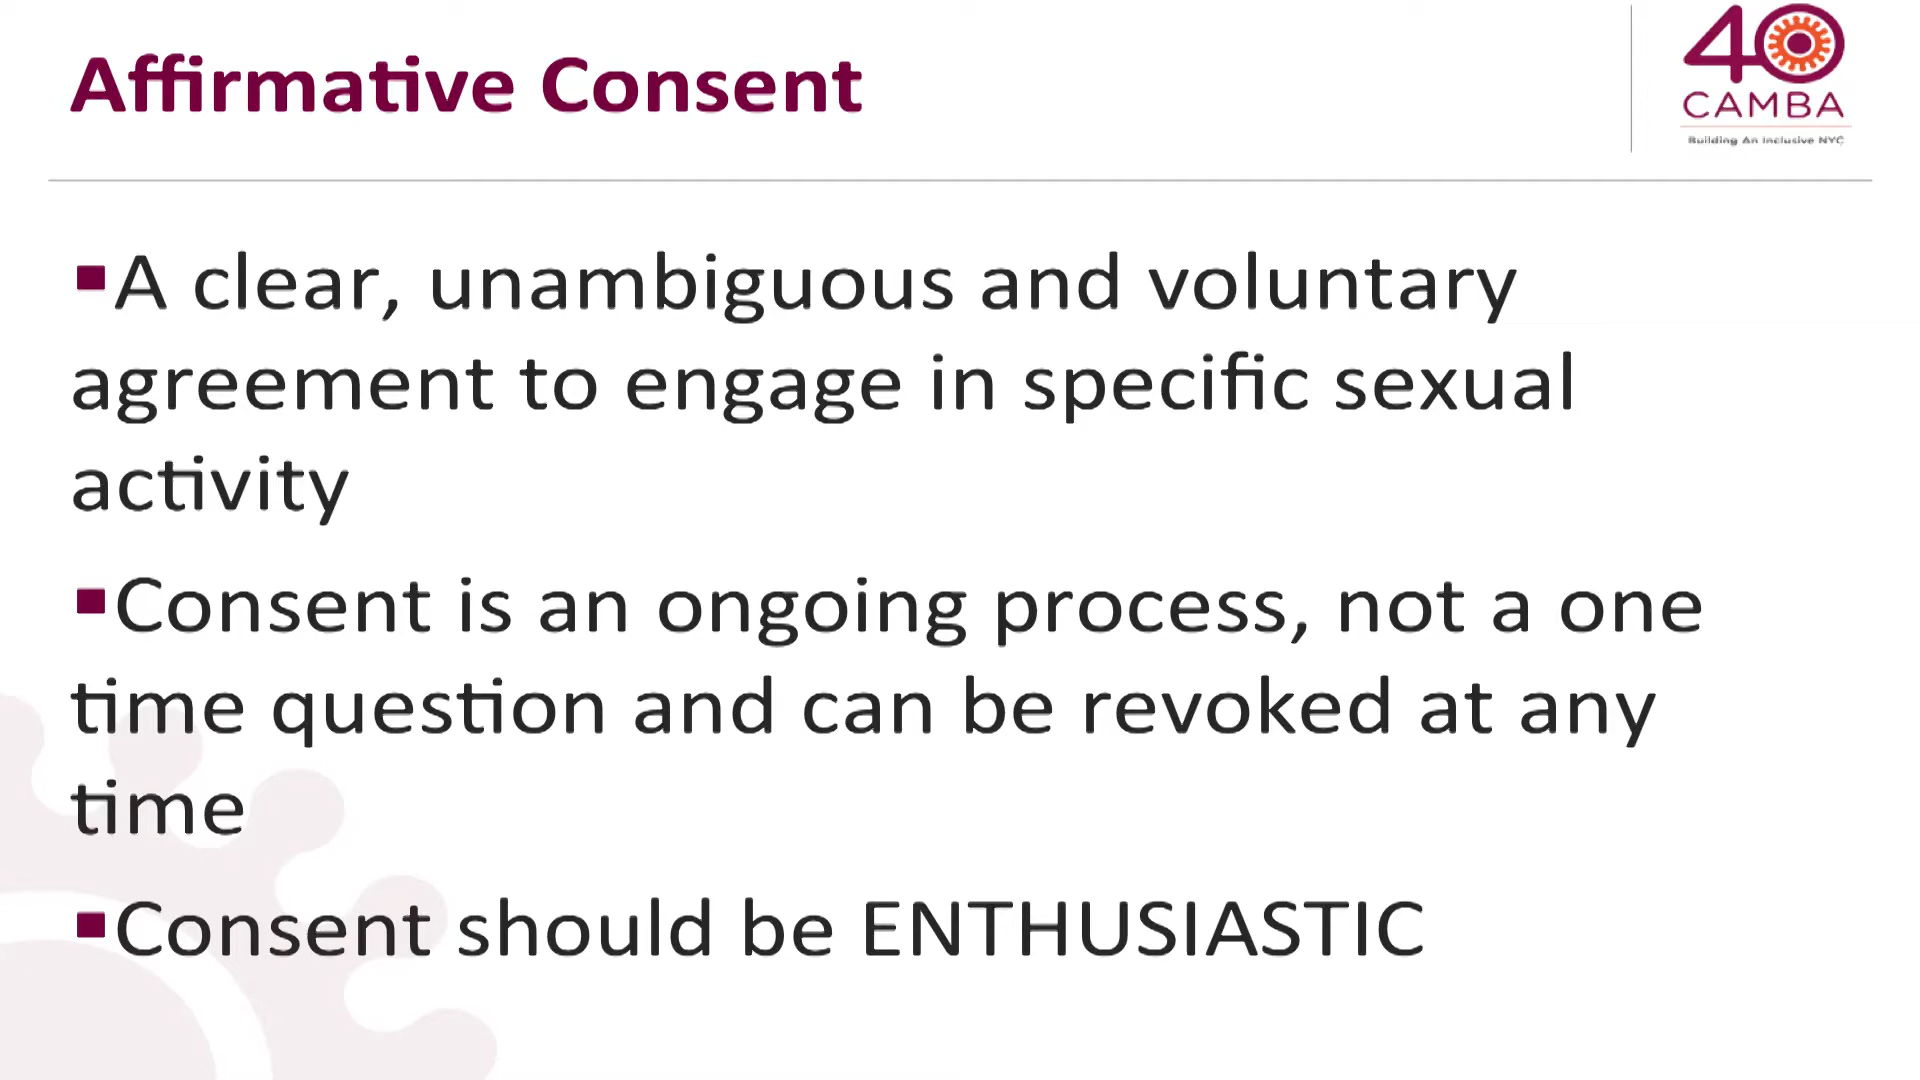 Affirmative Consent
40
CAMBA
Building An Inclusive NYC
▪A clear, unambiguous and voluntary
agreement to engage in specific sexual
activity
▪Consent is an ongoing process, not a one
time question and can be revoked at any
time
▪Consent should be ENTHUSIASTIC